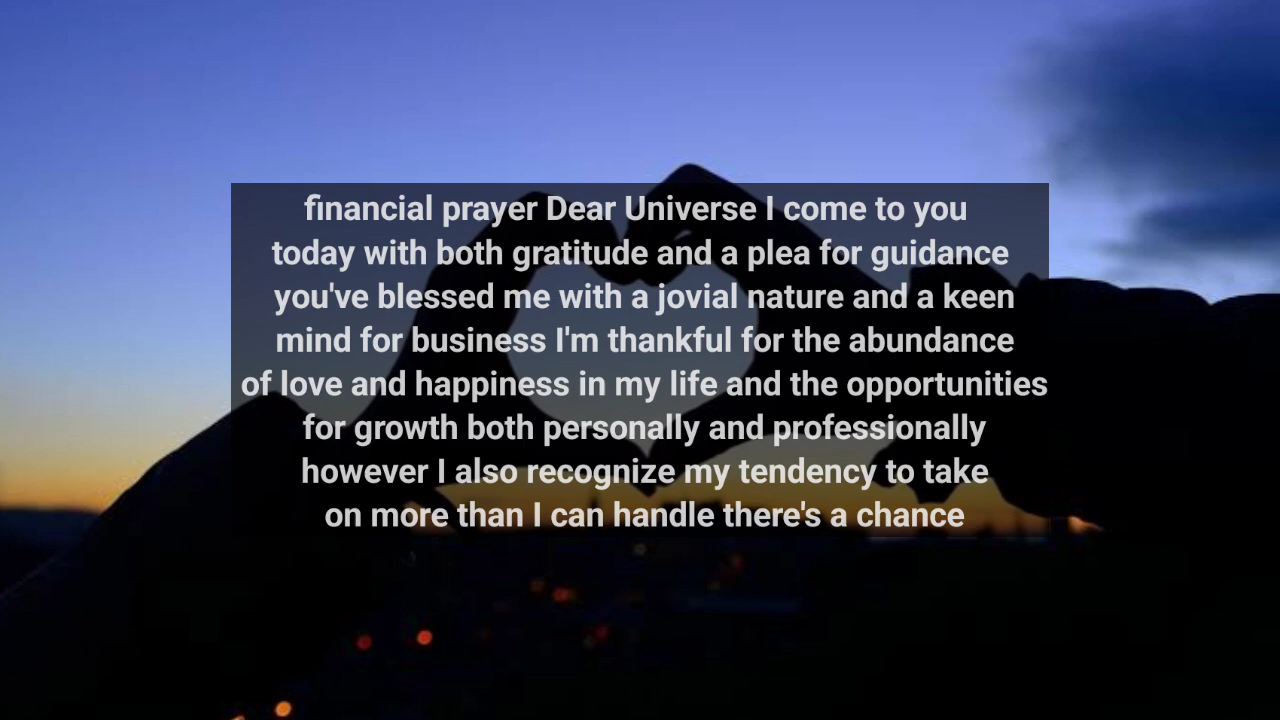 financial prayer Dear Universe I come to you
today with both gratitude and a plea for guidance
you've blessed me with a jovial nature and a keen
mind for business I'm thankful for the abundance
of love and happiness in my life and the opportunities
for growth both personally and professionally
however I also recognize my tendency to take
on more than I can handle there's a chance